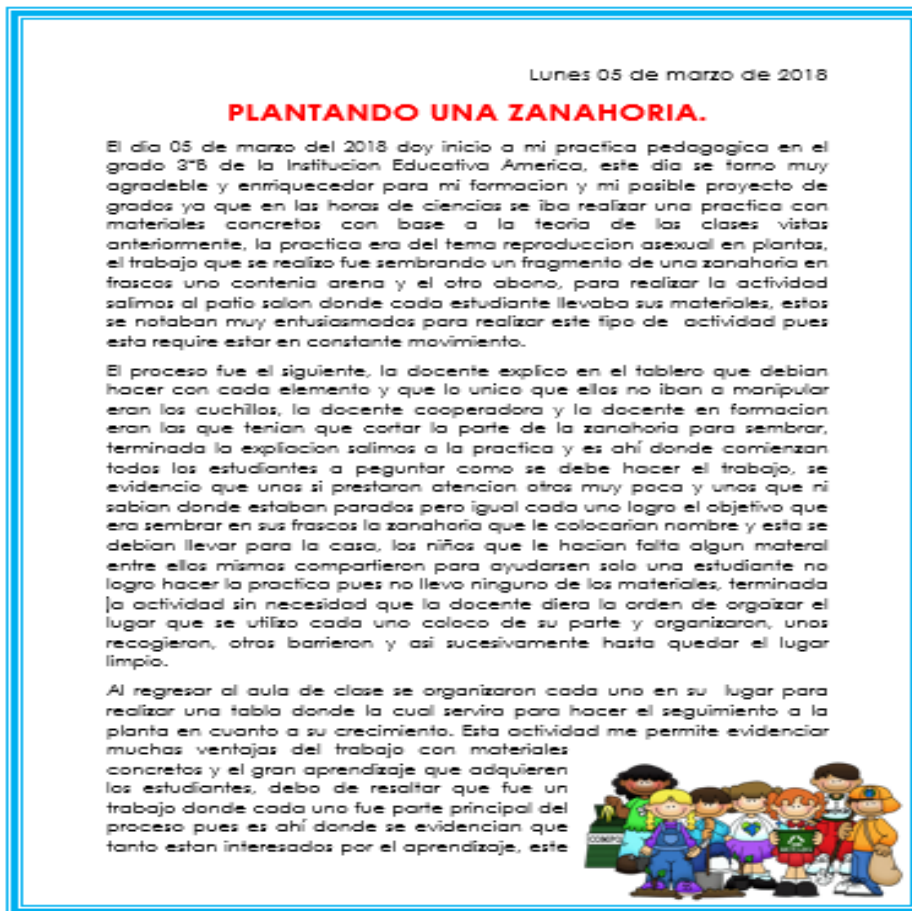 Lunes 05 de marzo de 2018
PLANTANDO UNA ZANAHORIA.
El dia 05 de marzo del 2018 doy inicio a mi practica pedagogica en el
grado 3°B de la Institucion Educativa America, este dia se torno muy
agradeble y enrriquecedor para mi formacion y mi posible proyecto de
grados ya que en las horas de ciencias se iba realizar una practica con
materiales concretos con base a la teoria de las clases vistas
anteriormente, la practica era del tema reproduccion asexual en plantas,
el trabajo que se realizo fue sembrando un fragmento de una zanahoria en
frascos uno contenia arena y el otro abono, para realizar la actividad
salimos al patio salon donde cada estudiante llevaba sus materiales, estos
se notaban muy entusiasmados para realizar este tipo de actividad pues
esta require estar en constante movimiento.
El proceso fue el siguiente, la docente explico en el tablero que debian
hacer con cada elemento y que lo unico que ellos no iban a manipular
eran los cuchillos, la docente cooperadora y la docente en formacion
eran las que tenian que cortar la parte de la zanahoria para sembrar,
terminada la expliacion salimos a la practica y es ahí donde comienzan
todos los estudiantes a peguntar como se debe hacer el trabajo, se
evidencio que unos si prestaron atencion otros muy poca y unos que ni
sabian donde estaban parados pero igual cada uno logro el objetivo que
era sembrar en sus frascos la zanahoria que le colocarian nombre y esta se
debian llevar para la casa, los niños que le hacian falta algun materal
entre ellos mismos compartieron para ayudarsen solo una estudiante no
logro hacer la practica pues no llevo ninguno de los materiales, terminada
la actividad sin necesidad que la docente diera la orden de orgaizar el
lugar que se utilizo cada uno coloco de su parte y organizaron, unos
recogieron, otros barrieron y asi sucesivamente hasta quedar el lugar
limpio.
Al regresar al aula de clase se organizaron cada uno en su lugar para
realizar una tabla donde la cual servira para hacer el seguimiento a la
planta en cuanto a su crecimiento. Esta actividad me permite evidenciar
muchas ventajas del trabajo con materiales
concretos y el gran aprendizaje que adquieren
los estudiantes, debo de resaltar que fue un
trabajo donde cada uno fue parte principal del
proceso pues es ahí donde se evidencian que
tanto estan interesados por el aprendizaje, este